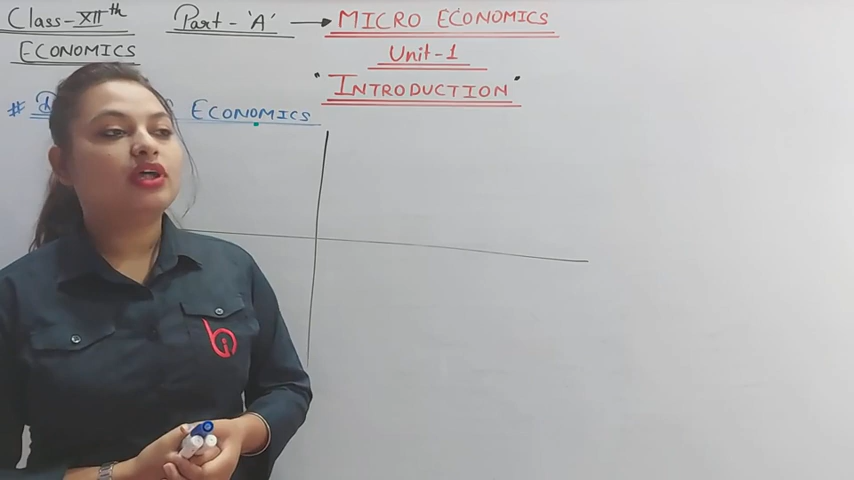 Class-XIIth Part-'A' → MICRO ECONOMICS
ECONOMICS
Unit-1
"INTRODUCTION"
# ECONOMICS